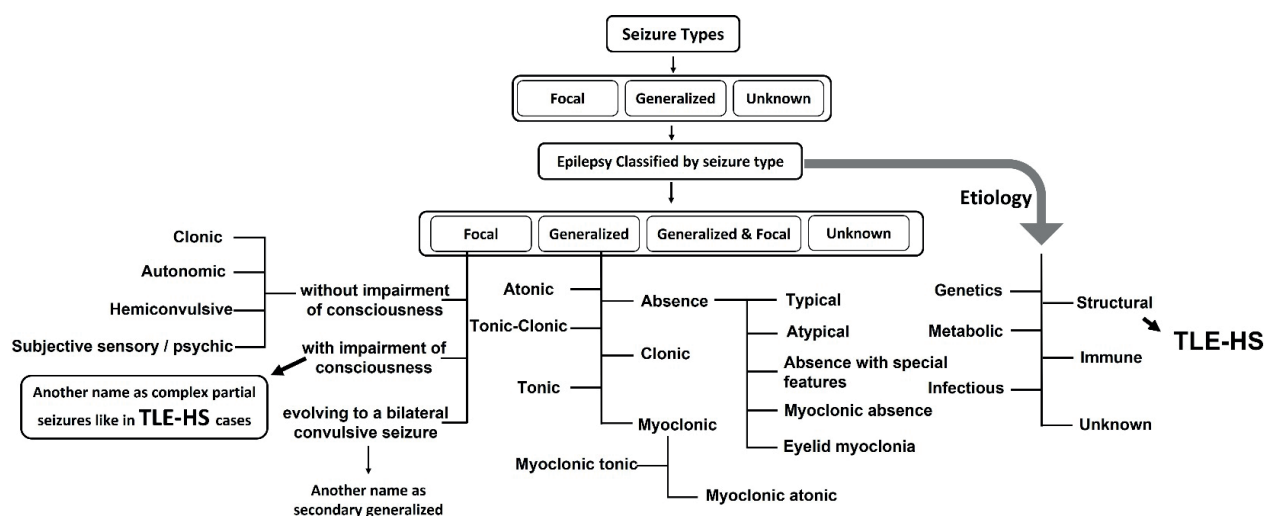 Seizure Types
Focal
Generalized
Unknown
Epilepsy Classified by seizure type
Etiology
Focal
Generalized
Generalized & Focal
Unknown
Clonic
Autonomic
Hemiconvulsive
Subjective sensory / psychic
without impairment
of consciousness
with impairment of
consciousness
Another name as complex partial
seizures like in TLE-HS cases
evolving to a bilateral
convulsive seizure
Another name as
secondary generalized
Atonic
Tonic-Clonic
Tonic
Absence
Clonic
Myoclonic
Myoclonic tonic
Myoclonic atonic
Typical
Atypical
Absence with special
features
Myoclonic absence
Eyelid myoclonia
Genetics
Metabolic
Infectious
Structural
TLE-HS
Immune
Unknown